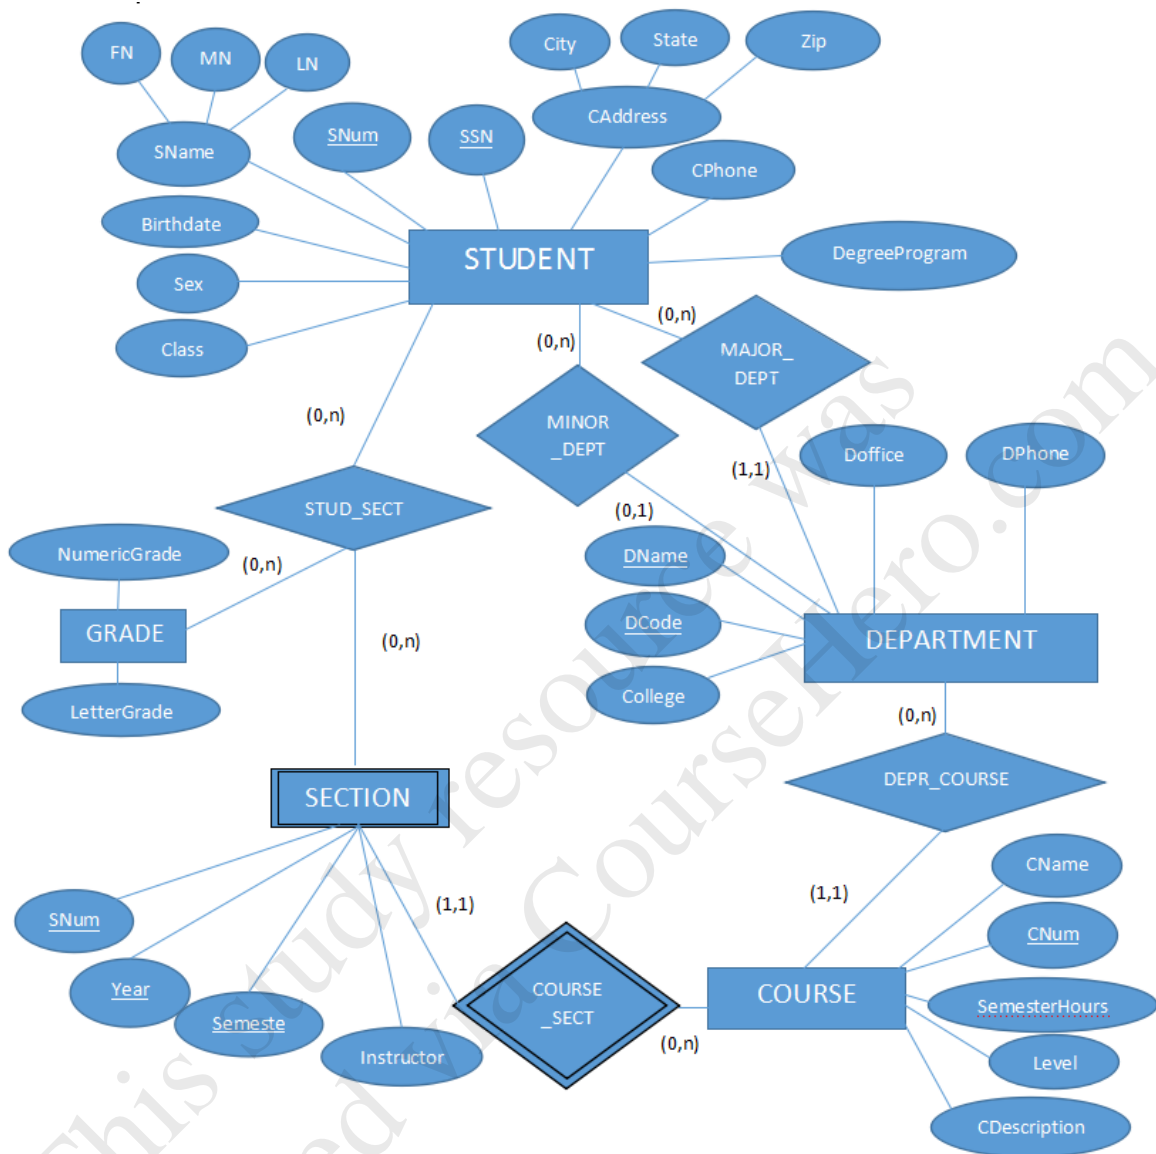 City
State
Zip
FN
MN
LN
CAddress
SNum
SSN
SName
CPhone
Birthdate
STUDENT
DegreeProgram
Sex
Class
(0,n)
(0,n)
MAJOR_
DEPT
(0,n)
MINOR
_DEPT
(1,1)
Doffice
DPhone
STUD_SECT
(0,1)
NumericGrade
(0,n)
DName
GRADE
DCode
DEPARTMENT
(0,n)
College
LetterGrade
(0,n)
DEPR_COURSE
SECTION
CName
(1,1)
(1,1)
SNum
CNum
Year
COURSE
_SECT
COURSE
SemesterHours
Semeste
(0,n)
Instructor
Level
CDescription
This study resource was
ed via CourseHero.com